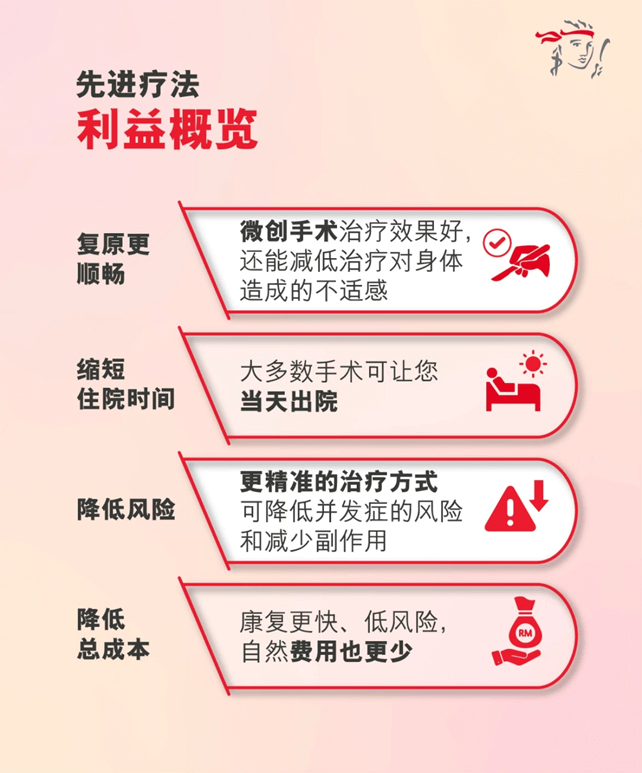 先进疗法
利益概览
复原更
顺畅
微创手术治疗效果好，
还能减低治疗对身体
造成的不适感
缩短
住院时间
大多数手术可让您
当天出院
降低风险
更精准的治疗方式
可降低并发症的风险
和减少副作用
降低
总成本
康复更快、低风险，
自然费用也更少
RM